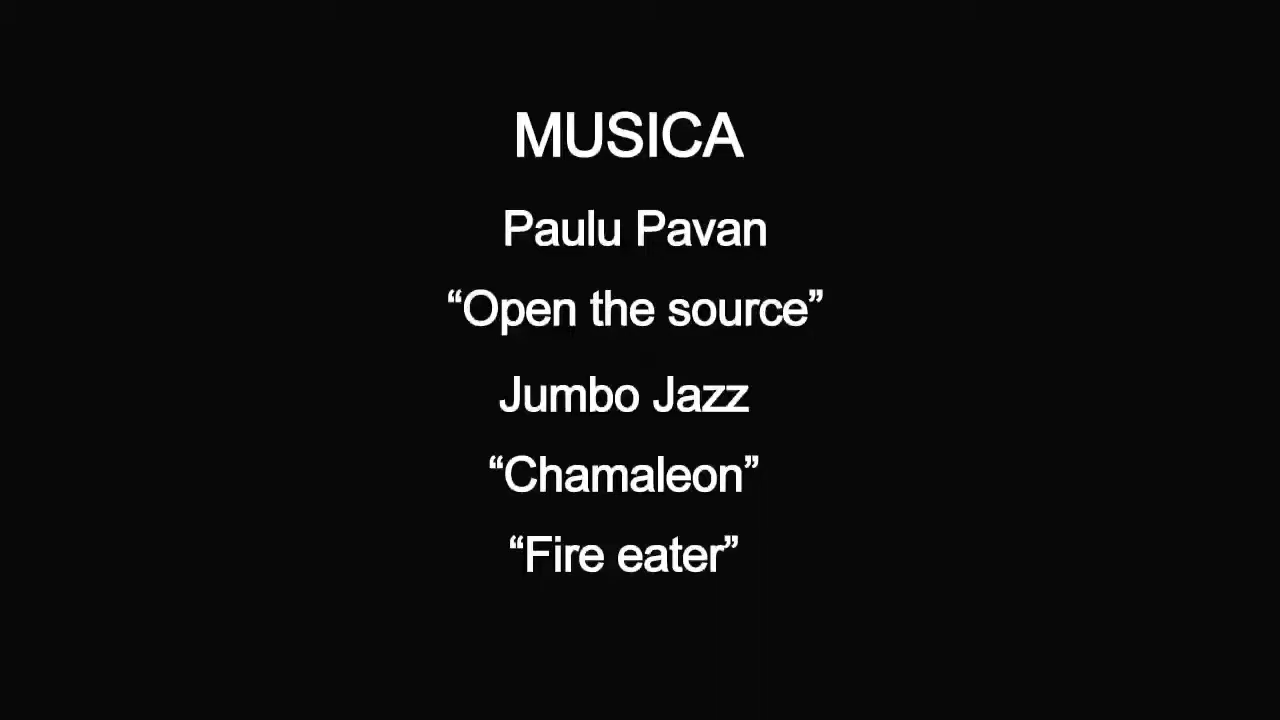 MUSICA
Paulu Pavan
“Open the source”
Jumbo Jazz
“Chamaleon”
“Fire eater”